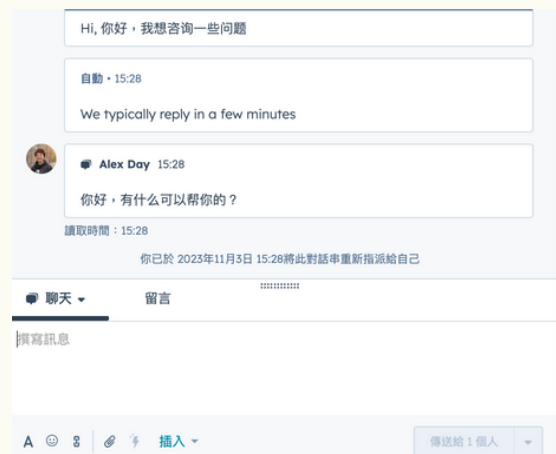 Hi, 你好，我想咨询一些问题
自動・15:28
We typically reply in a few minutes
Alex Day 15:28
你好，有什么可以帮你的？
讀取時間：15:28
你已於 2023年11月3日 15:28將此對話串重新指派給自己
聊天
留言
撰寫訊息
A
插入
傳送給 1 個人